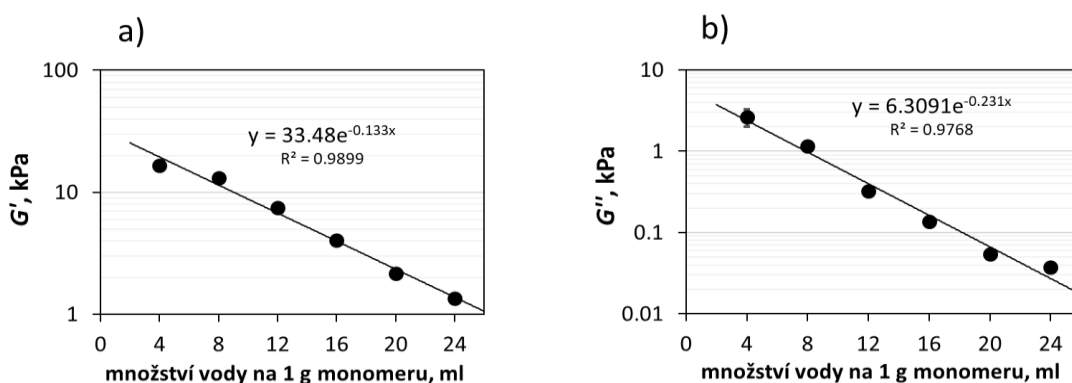 a)
100
10
1
G', kPa
y = 33.48e^-0.133x
R² = 0.9899
0 4 8 12 16 20 24
množství vody na 1 g monomeru, ml
b)
10
1
0.1
0.01
G'', kPa
y = 6.3091e^-0.231x
R² = 0.9768
0 4 8 12 16 20 24
množství vody na 1 g monomeru, ml